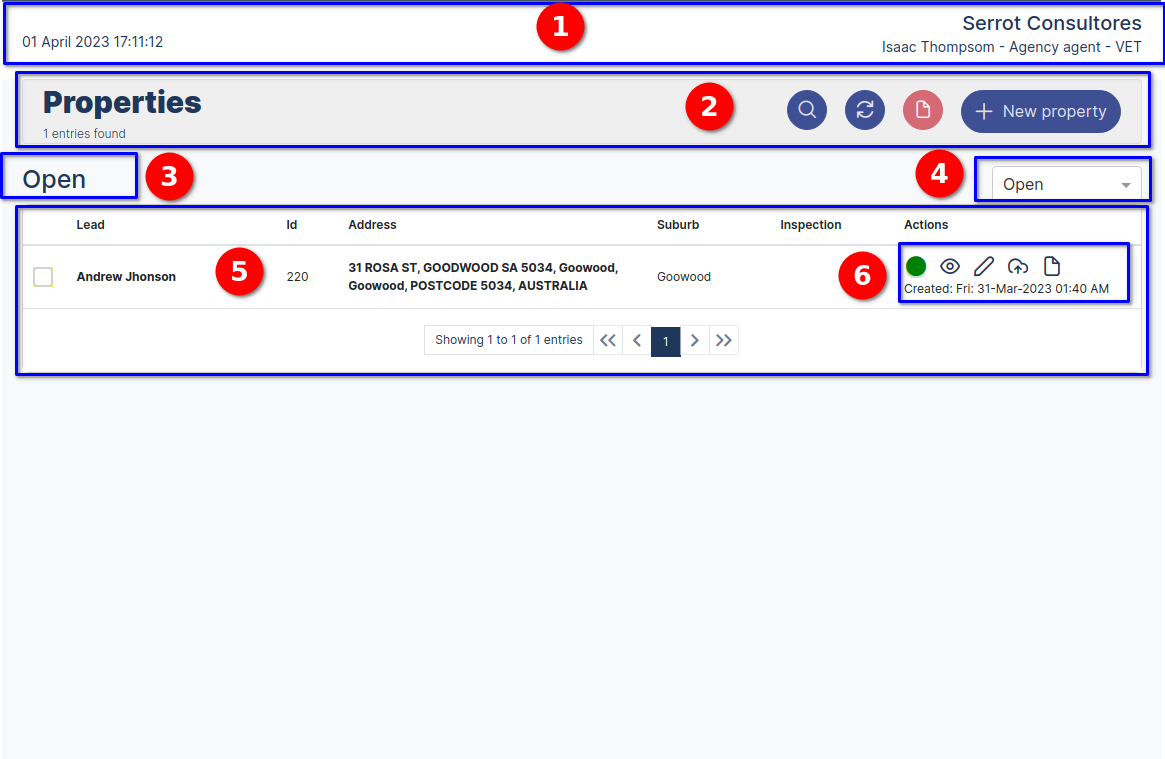 1
Serrot Consultores
01 April 2023 17:11:12
Isaac Thompsom - Agency agent - VET
Properties
2
New property
1 entries found
Open
3
4
Open
Lead Id Address Suburb Inspection Actions
Andrew Jhonson
5
220
31 ROSA ST, GOODWOOD SA 5034, Goowood,
Goowood, POSTCODE 5034, AUSTRALIA
Goowood
6
Created: Fri: 31-Mar-2023 01:40 AM
Showing 1 to 1 of 1 entries
1